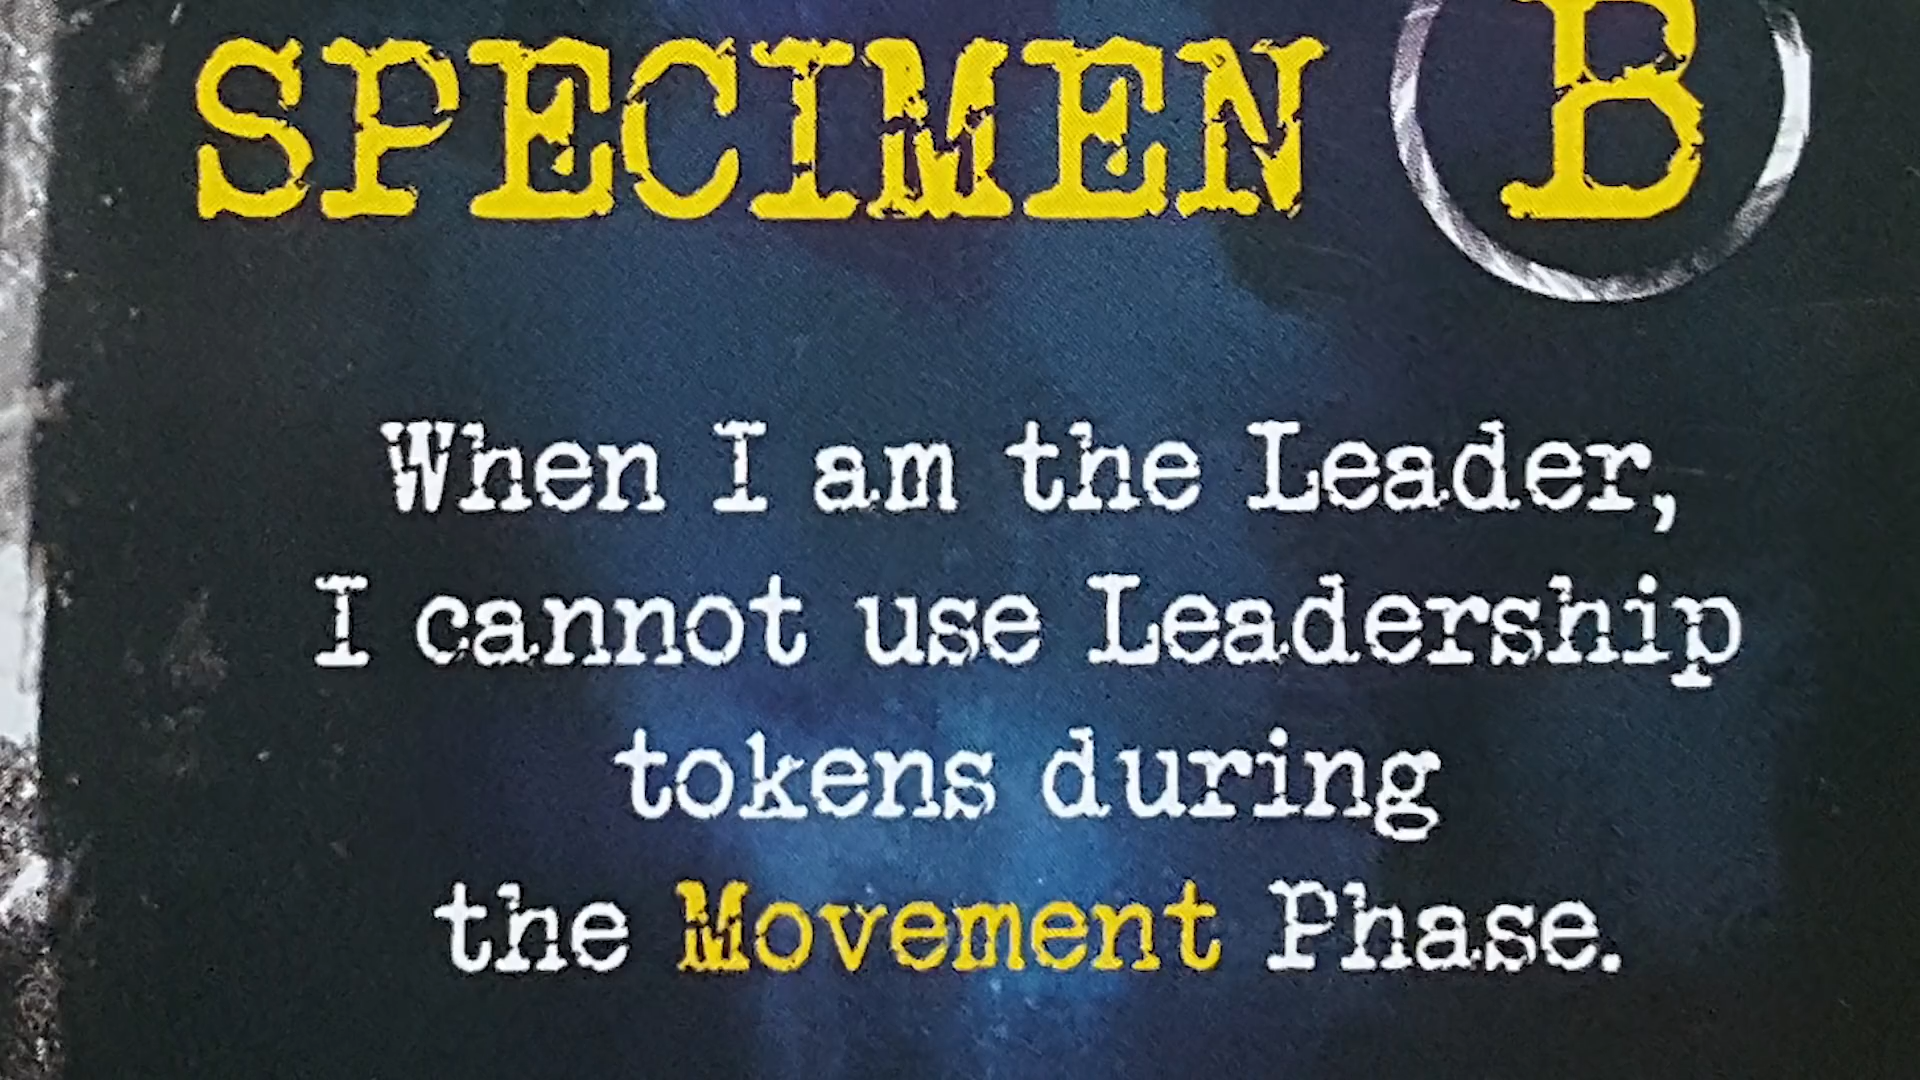 SPECIMEN B
When I am the Leader,
I cannot use Leadership
tokens during
the Movement Phase.